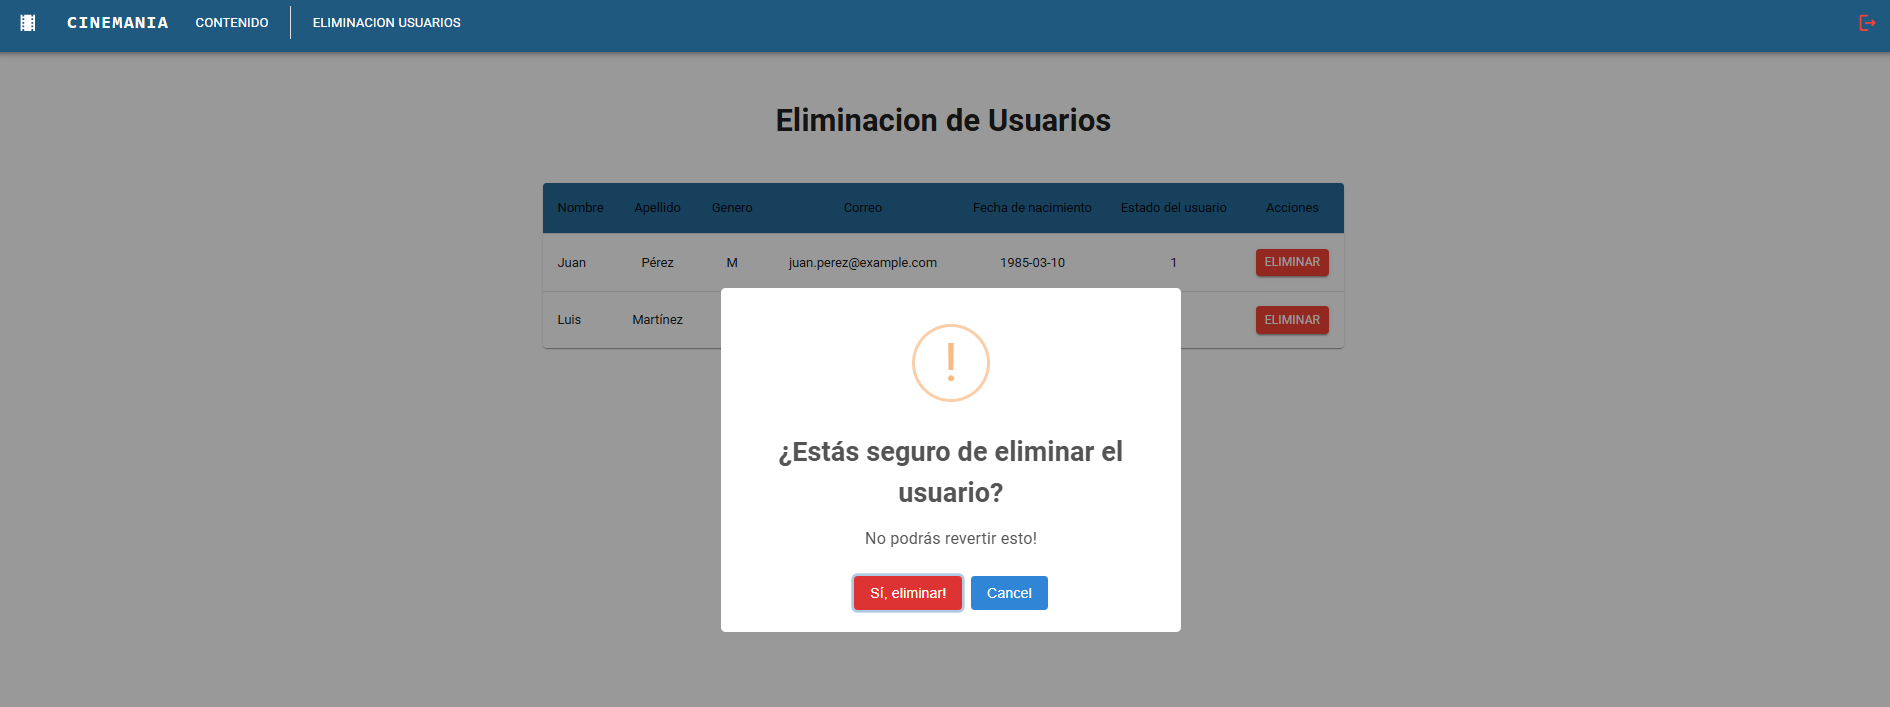 CINEMANIA CONTENIDO ELIMINACION USUARIOS
Eliminacion de Usuarios
Nombre Apellido Genero Correo Fecha de nacimiento Estado del usuario Acciones
Juan Pérez M juan.perez@example.com 1985-03-10 1 ELIMINAR
Luis Martínez ELIMINAR
!
¿Estás seguro de eliminar el
usuario?
No podrás revertir esto!
Sí, eliminar! Cancel